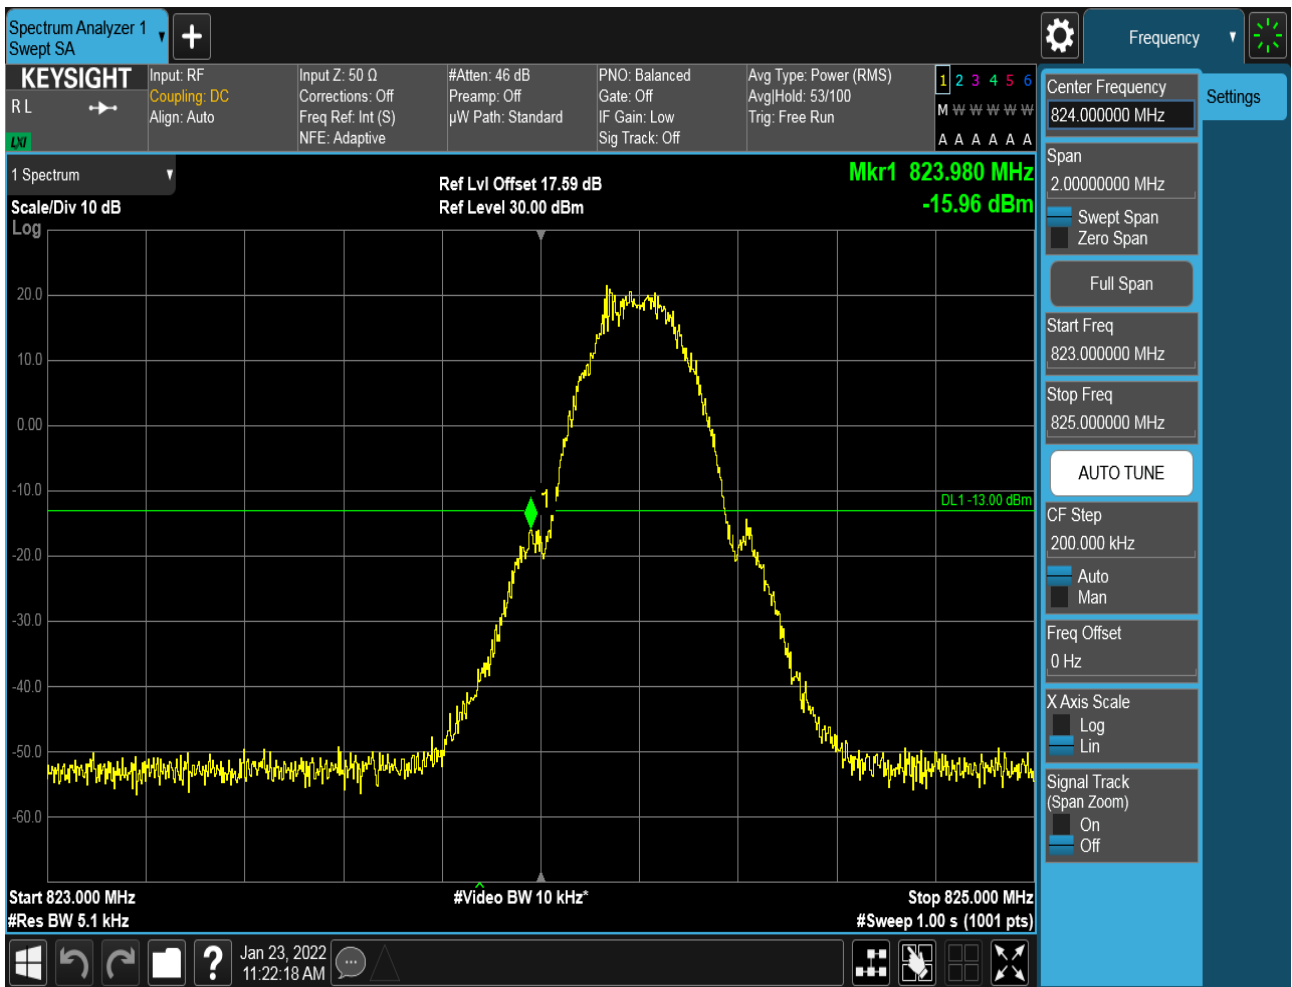 Spectrum Analyzer 1
Swept SA
Frequency
KEYSIGHT
R L
LXI
Input: RF
Coupling: DC
Align: Auto
Input Z: 50 Ω
Corrections: Off
Freq Ref: Int (S)
NFE: Adaptive
#Atten: 46 dB
Preamp: Off
µW Path: Standard
PNO: Balanced
Gate: Off
IF Gain: Low
Sig Track: Off
Avg Type: Power (RMS)
Avg|Hold: 53/100
Trig: Free Run
1 2 3 4 5 6
M W W W W W
A A A A A A
1 Spectrum
Scale/Div 10 dB
Log
Ref Lvl Offset 17.59 dB
Ref Level 30.00 dBm
Mkr1 823.980 MHz
-15.96 dBm
20.0
10.0
0.00
-10.0
-20.0
-30.0
-40.0
-50.0
-60.0
1
DL1 -13.00 dBm
Start 823.000 MHz
#Res BW 5.1 kHz
#Video BW 10 kHz*
Stop 825.000 MHz
#Sweep 1.00 s (1001 pts)
Jan 23, 2022
11:22:18 AM
?
Center Frequency
824.000000 MHz
Settings
Span
2.00000000 MHz
Swept Span
Zero Span
Full Span
Start Freq
823.000000 MHz
Stop Freq
825.000000 MHz
AUTO TUNE
CF Step
200.000 kHz
Auto
Man
Freq Offset
0 Hz
X Axis Scale
Log
Lin
Signal Track
(Span Zoom)
On
Off